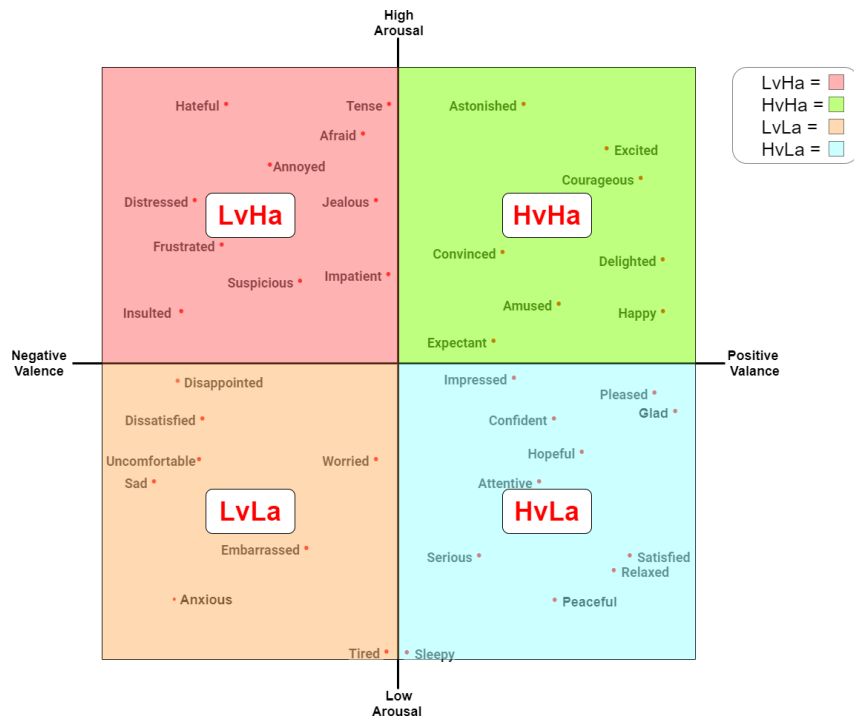 High
Arousal
LvHa =
HvHa =
LvLa =
HvLa =
Hateful
Tense
Astonished
Afraid
Excited
Annoyed
Courageous
Distressed
Jealous
LvHa
HvHa
Frustrated
Convinced
Delighted
Suspicious
Impatient
Insulted
Amused
Happy
Expectant
Negative
Valence
Positive
Valance
Disappointed
Impressed
Pleased
Glad
Dissatisfied
Confident
Uncomfortable
Worried
Hopeful
Sad
Attentive
LvLa
HvLa
Embarrassed
Serious
Satisfied
Relaxed
Anxious
Peaceful
Tired
Sleepy
Low
Arousal